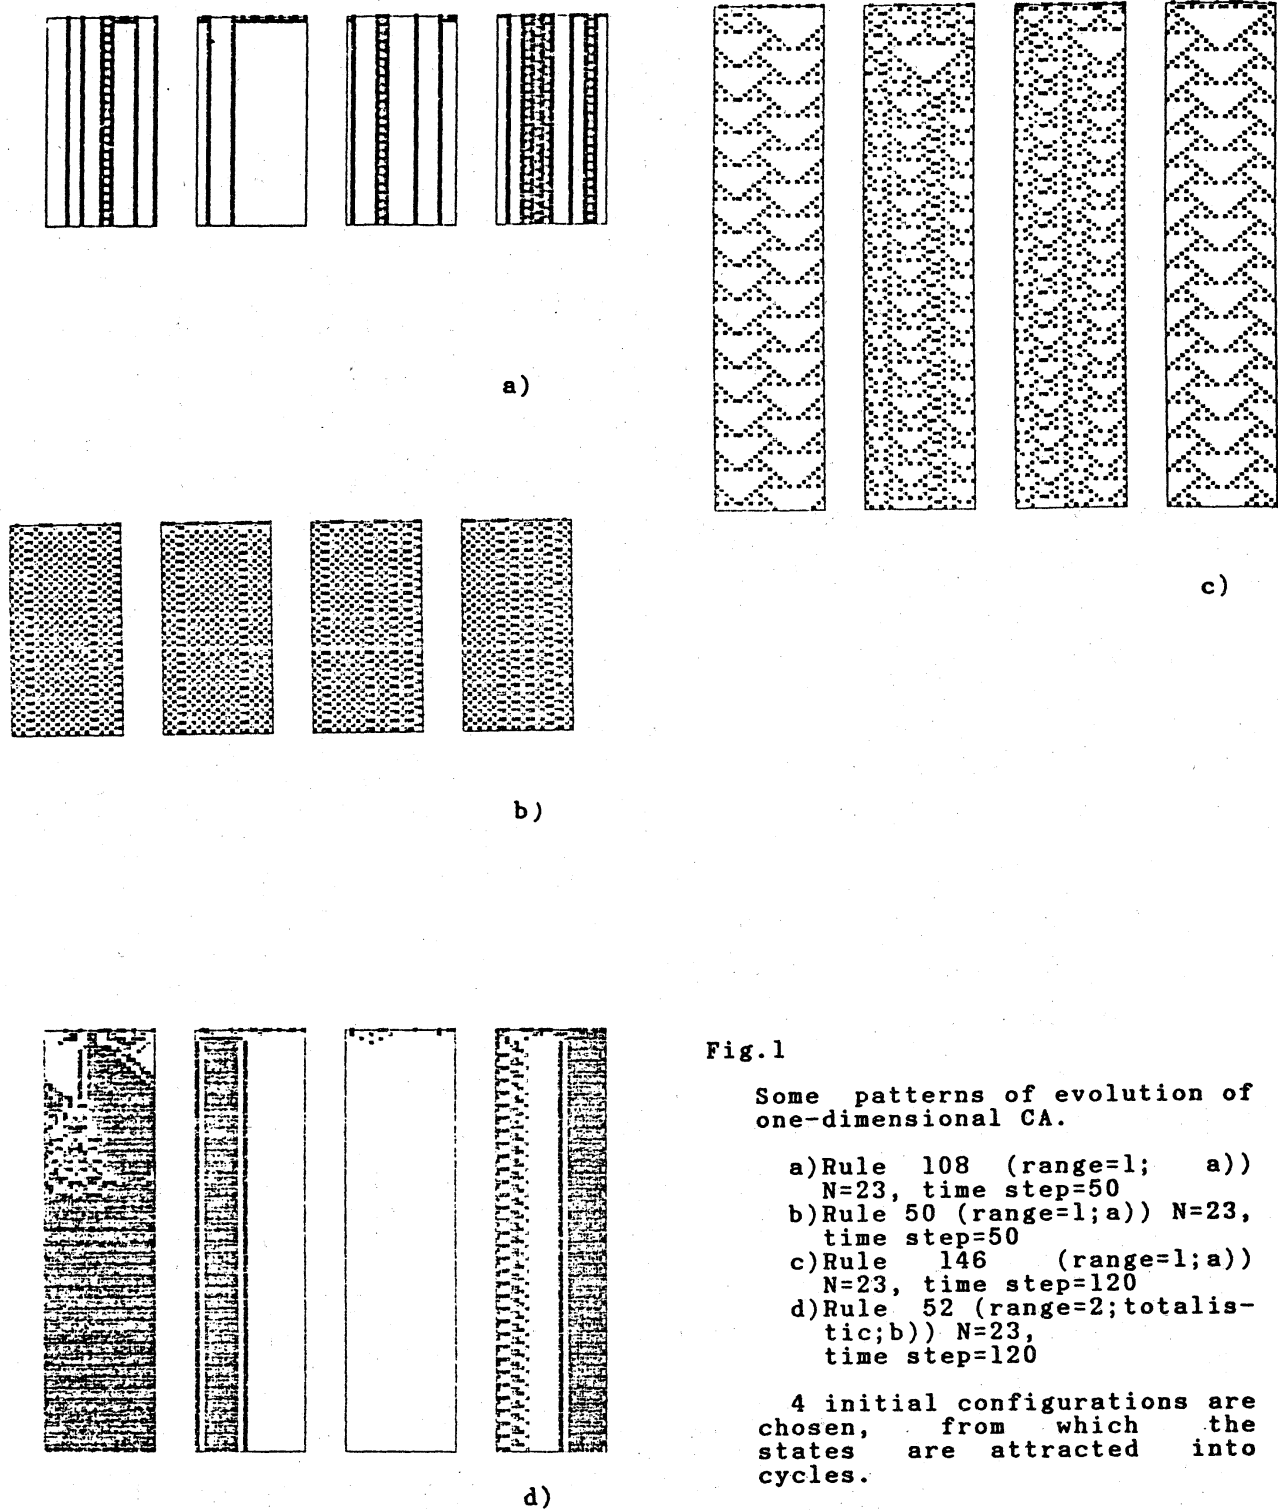 a)
c)
b)
d)
Fig.1
Some patterns of evolution of
one-dimensional CA.
a)Rule 108 (range=1; a))
N=23, time step=50
b)Rule 50 (range=1;a)) N=23,
time step=50
c)Rule 146 (range=1;a))
N=23, time step=120
d)Rule 52 (range=2;totalis-
tic;b)) N=23,
time step=120
4 initial configurations are
chosen, from which the
states are attracted into
cycles.